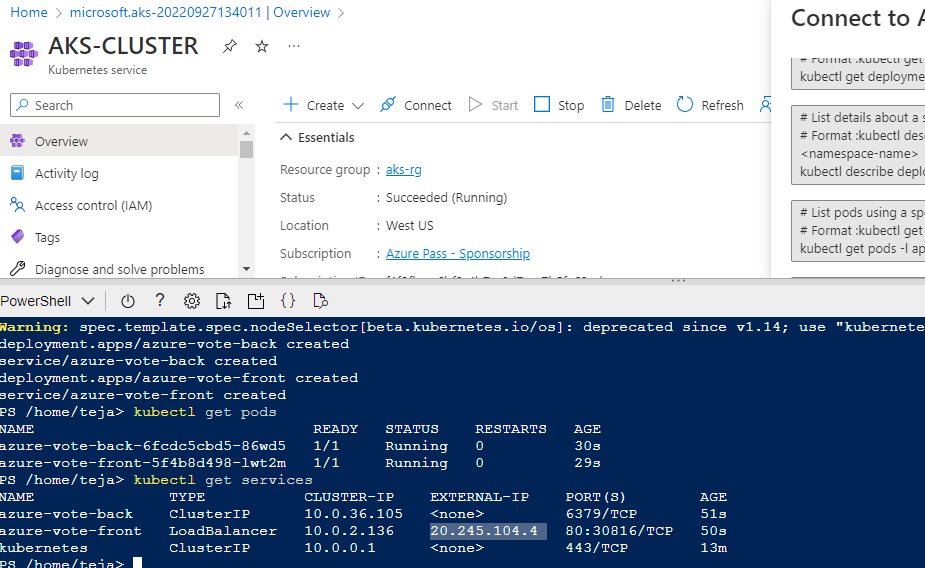 Home > microsoft.aks-20220927134011 | Overview >
AKS-CLUSTER
Kubernetes service
Search
Create
Connect
Start
Stop
Delete
Refresh
Overview
Activity log
Access control (IAM)
Tags
Diagnose and solve problems
Essentials
Resource group : aks-rg
Status : Succeeded (Running)
Location : West US
Subscription : Azure Pass - Sponsorship
Connect to A
# Format :kubectl get
kubectl get deployme
# List details about a s
# Format :kubectl des
<namespace-name>
kubectl describe deplo
# List pods using a spe
# Format :kubectl get
kubectl get pods -l ap
PowerShell
Warning: spec.template.spec.nodeSelector[beta.kubernetes.io/os]: deprecated since v1.14; use "kubernete
deployment.apps/azure-vote-back created
service/azure-vote-back created
deployment.apps/azure-vote-front created
service/azure-vote-front created
PS /home/teja> kubectl get pods
NAME READY STATUS RESTARTS AGE
azure-vote-back-6fcdc5cbd5-86wd5 1/1 Running 0 30s
azure-vote-front-5f4b8d498-lwt2m 1/1 Running 0 29s
PS /home/teja> kubectl get services
NAME TYPE CLUSTER-IP EXTERNAL-IP PORT(S) AGE
azure-vote-back ClusterIP 10.0.36.105 <none> 6379/TCP 51s
azure-vote-front LoadBalancer 10.0.2.136 20.245.104.4 80:30816/TCP 50s
kubernetes ClusterIP 10.0.0.1 <none> 443/TCP 13m
PS /home/teja>